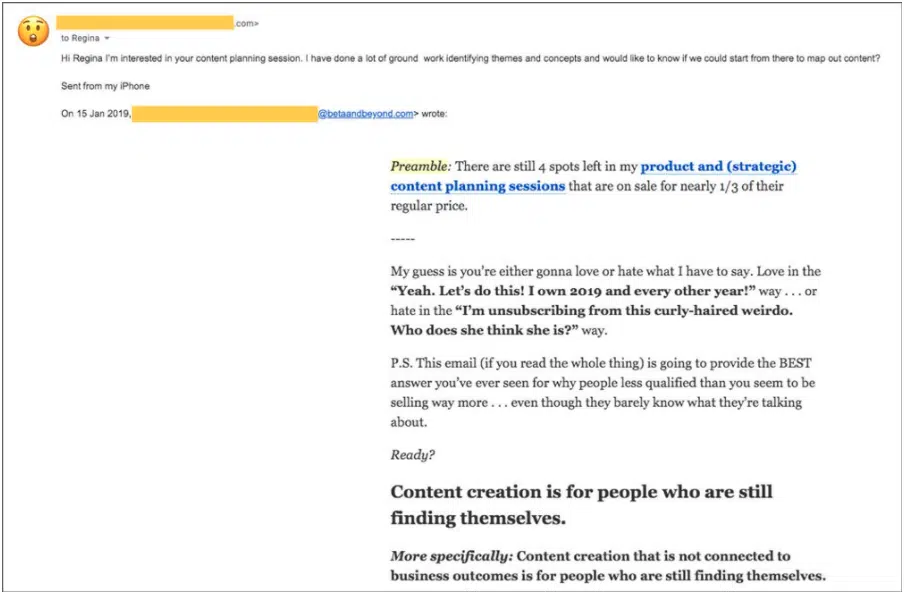 .com>
to Regina
Hi Regina I'm interested in your content planning session. I have done a lot of ground work identifying themes and concepts and would like to know if we could start from there to map out content?
Sent from my iPhone
On 15 Jan 2019, @betaandbeyond.com> wrote:
Preamble: There are still 4 spots left in my product and (strategic)
content planning sessions that are on sale for nearly 1/3 of their
regular price.
-----
My guess is you're either gonna love or hate what I have to say. Love in the
“Yeah. Let’s do this! I own 2019 and every other year!” way . . . or
hate in the “I’m unsubscribing from this curly-haired weirdo.
Who does she think she is?” way.
P.S. This email (if you read the whole thing) is going to provide the BEST
answer you’ve ever seen for why people less qualified than you seem to be
selling way more . . . even though they barely know what they’re talking
about.
Ready?
Content creation is for people who are still
finding themselves.
More specifically: Content creation that is not connected to
business outcomes is for people who are still finding themselves.